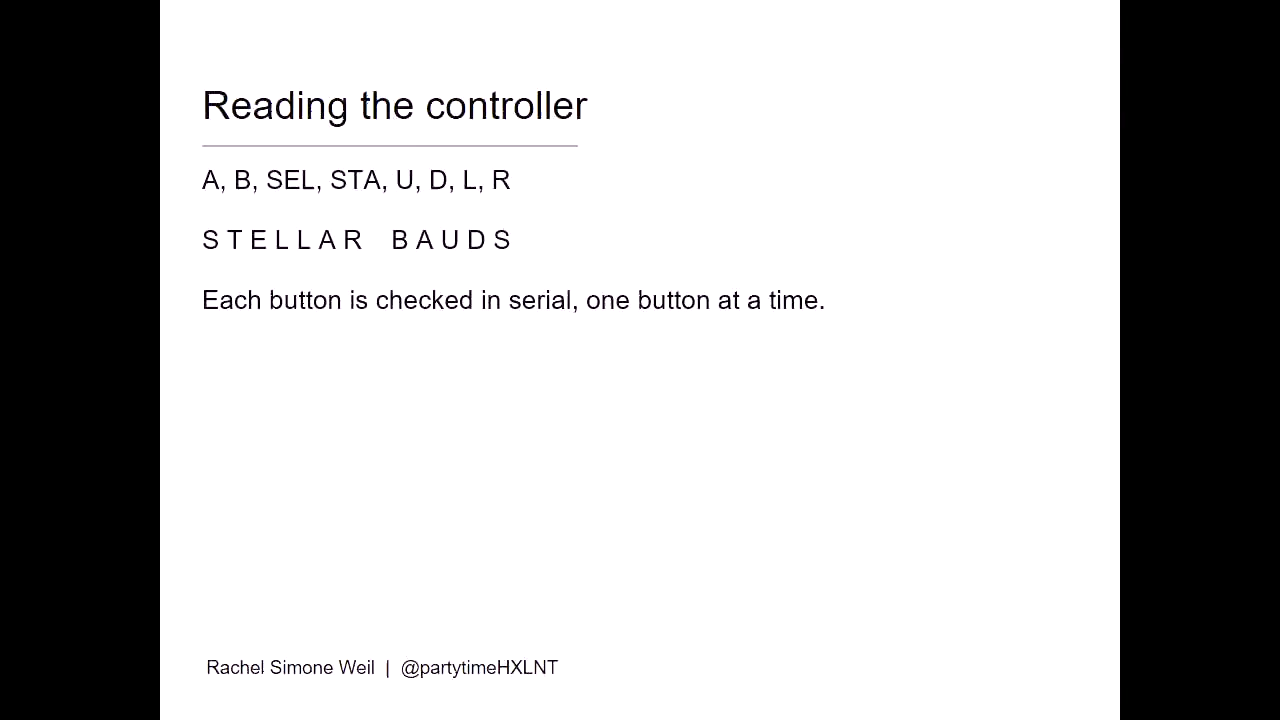 Reading the controller
A, B, SEL, STA, U, D, L, R
S T E L L A R B A U D S
Each button is checked in serial, one button at a time.
Rachel Simone Weil | @partytimeHXLNT